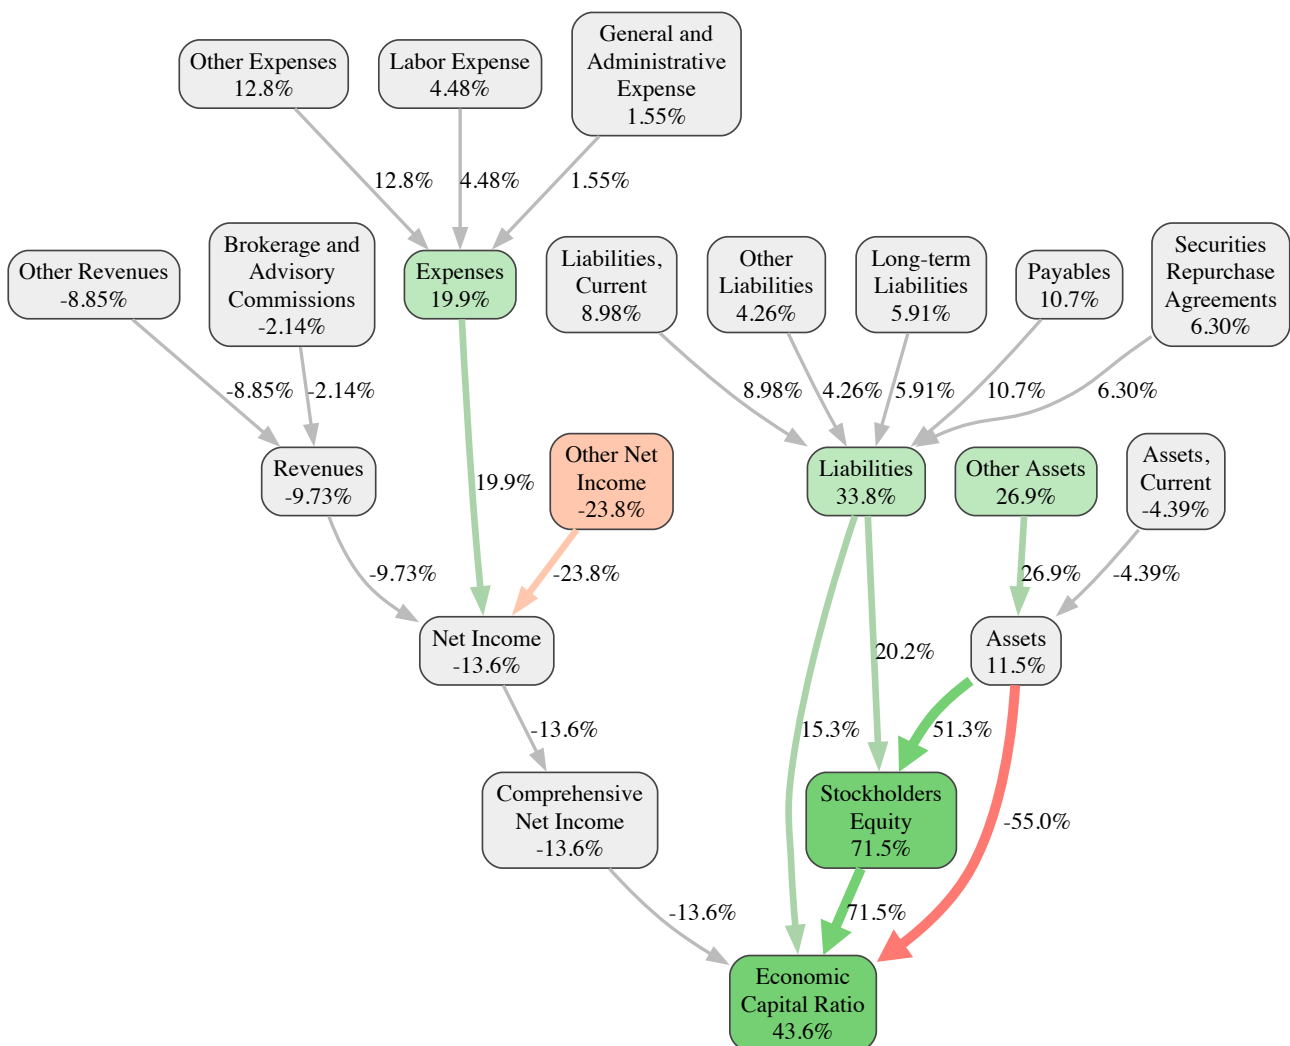 Other Expenses
12.8%
Labor Expense
4.48%
General and
Administrative
Expense
1.55%
12.8%
4.48%
1.55%
Other Revenues
-8.85%
Brokerage and
Advisory
Commissions
-2.14%
Expenses
19.9%
Liabilities,
Current
8.98%
Other
Liabilities
4.26%
Long-term
Liabilities
5.91%
Payables
10.7%
Securities
Repurchase
Agreements
6.30%
-8.85%
-2.14%
8.98%
4.26%
5.91%
10.7%
6.30%
Revenues
-9.73%
19.9%
Other Net
Income
-23.8%
Liabilities
33.8%
Other Assets
26.9%
Assets,
Current
-4.39%
-9.73%
-23.8%
26.9%
-4.39%
Net Income
-13.6%
20.2%
Assets
11.5%
-13.6%
15.3%
51.3%
Comprehensive
Net Income
-13.6%
Stockholders
Equity
71.5%
-55.0%
-13.6%
71.5%
Economic
Capital Ratio
43.6%